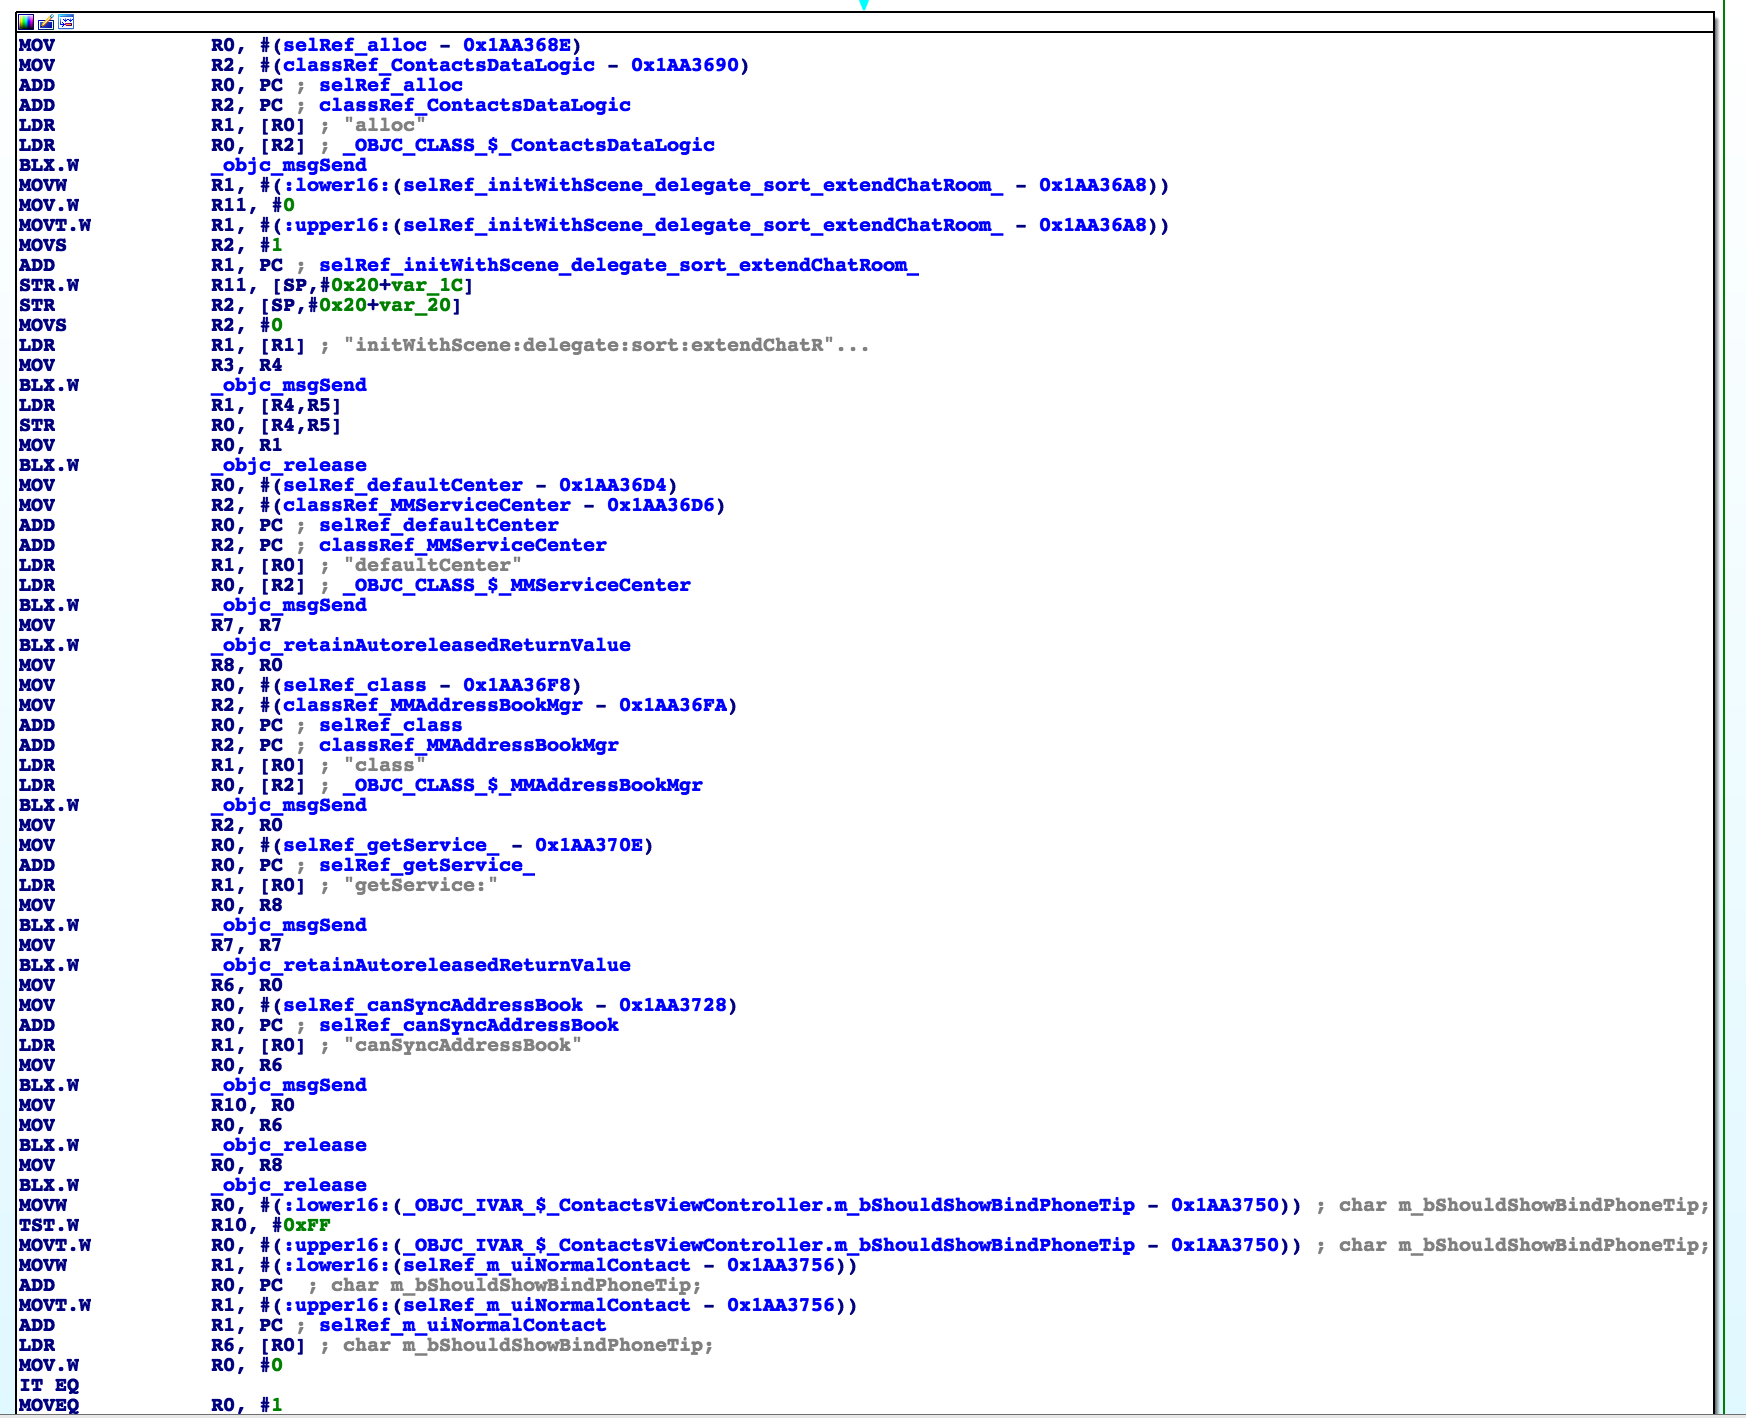 MOV R0, #(selRef_alloc - 0x1AA368E)
MOV R2, #(classRef_ContactsDataLogic - 0x1AA3690)
ADD R0, PC ; selRef_alloc
ADD R2, PC ; classRef_ContactsDataLogic
LDR R1, [R0] ; "alloc"
LDR R0, [R2] ; _OBJC_CLASS_$_ContactsDataLogic
BLX.W _objc_msgSend
MOVW R1, #(:lower16:(selRef_initWithScene_delegate_sort_extendChatRoom_ - 0x1AA36A8))
MOV.W R11, #0
MOVT.W R1, #(:upper16:(selRef_initWithScene_delegate_sort_extendChatRoom_ - 0x1AA36A8))
MOVS R2, #1
ADD R1, PC ; selRef_initWithScene_delegate_sort_extendChatRoom_
STR.W R11, [SP,#0x20+var_1C]
STR R2, [SP,#0x20+var_20]
MOVS R2, #0
LDR R1, [R1] ; "initWithScene:delegate:sort:extendChatR"...
MOV R3, R4
BLX.W _objc_msgSend
LDR R1, [R4,R5]
STR R0, [R4,R5]
MOV R0, R1
BLX.W _objc_release
MOV R0, #(selRef_defaultCenter - 0x1AA36D4)
MOV R2, #(classRef_MMServiceCenter - 0x1AA36D6)
ADD R0, PC ; selRef_defaultCenter
ADD R2, PC ; classRef_MMServiceCenter
LDR R1, [R0] ; "defaultCenter"
LDR R0, [R2] ; _OBJC_CLASS_$_MMServiceCenter
BLX.W _objc_msgSend
MOV R7, R7
BLX.W _objc_retainAutoreleasedReturnValue
MOV R8, R0
MOV R0, #(selRef_class - 0x1AA36F8)
MOV R2, #(classRef_MMAddressBookMgr - 0x1AA36FA)
ADD R0, PC ; selRef_class
ADD R2, PC ; classRef_MMAddressBookMgr
LDR R1, [R0] ; "class"
LDR R0, [R2] ; _OBJC_CLASS_$_MMAddressBookMgr
BLX.W _objc_msgSend
MOV R2, R0
MOV R0, #(selRef_getService_ - 0x1AA370E)
ADD R0, PC ; selRef_getService_
LDR R1, [R0] ; "getService:"
MOV R0, R8
BLX.W _objc_msgSend
MOV R7, R7
BLX.W _objc_retainAutoreleasedReturnValue
MOV R6, R0
MOV R0, #(selRef_canSyncAddressBook - 0x1AA3728)
ADD R0, PC ; selRef_canSyncAddressBook
LDR R1, [R0] ; "canSyncAddressBook"
MOV R0, R6
BLX.W _objc_msgSend
MOV R10, R0
MOV R0, R6
BLX.W _objc_release
MOV R0, R8
BLX.W _objc_release
MOVW R0, #(:lower16:(_OBJC_IVAR_$_ContactsViewController.m_bShouldShowBindPhoneTip - 0x1AA3750)) ; char m_bShouldShowBindPhoneTip;
TST.W R10, #0xFF
MOVT.W R0, #(:upper16:(_OBJC_IVAR_$_ContactsViewController.m_bShouldShowBindPhoneTip - 0x1AA3750)) ; char m_bShouldShowBindPhoneTip;
MOVW R1, #(:lower16:(selRef_m_uiNormalContact - 0x1AA3756))
ADD R0, PC ; char m_bShouldShowBindPhoneTip;
MOVT.W R1, #(:upper16:(selRef_m_uiNormalContact - 0x1AA3756))
ADD R1, PC ; selRef_m_uiNormalContact
LDR R6, [R0] ; char m_bShouldShowBindPhoneTip;
MOV.W R0, #0
IT EQ
MOVEQ R0, #1